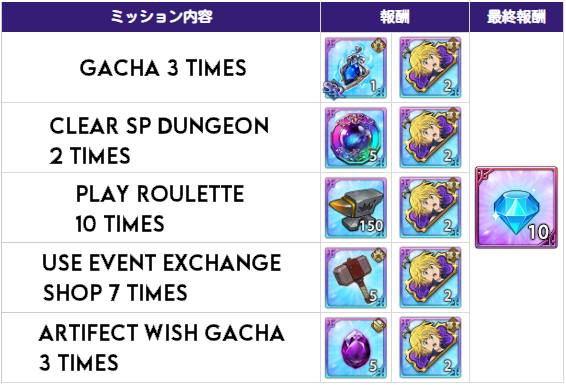 ミッション内容 報酬 最終報酬
GACHA 3 TIMES
1 2
CLEAR SP DUNGEON
2 TIMES
5 2
PLAY ROULETTE
10 TIMES
150 2
10
USE EVENT EXCHANGE
SHOP 7 TIMES
5 2
ARTIFECT WISH GACHA
3 TIMES
5 2